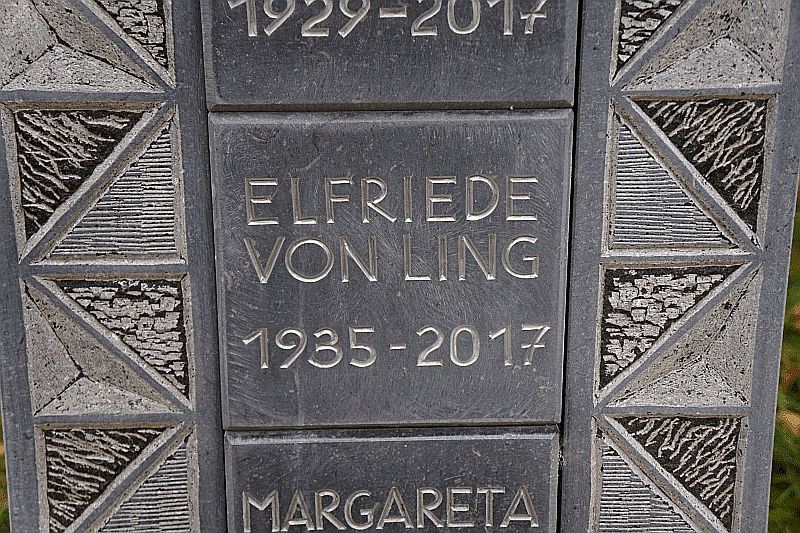 1929-2017
ELFRIEDE
VON LING
1935-2017
MARGARETA